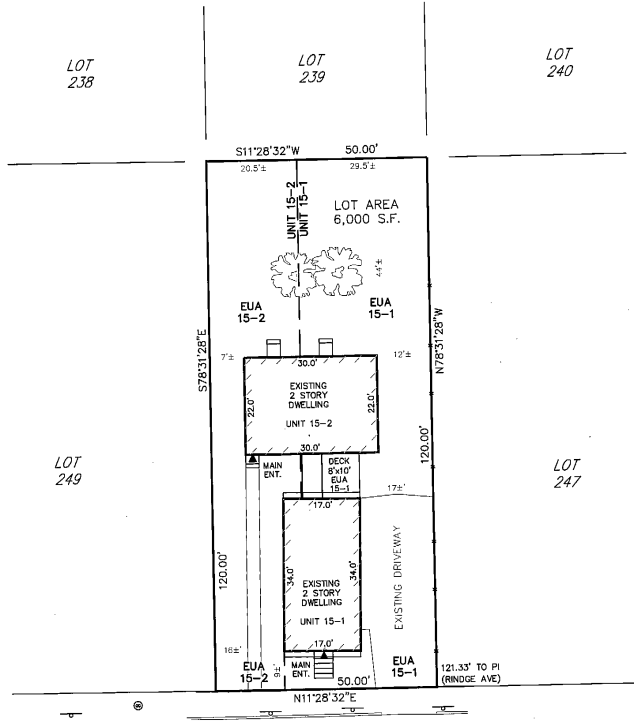 LOT
238
LOT
239
LOT
240
S11°28'32"W 50.00'
20.5'±
29.5'±
UNIT 15-2
UNIT 15-1
LOT AREA
6,000 S.F.
44'±
EUA
15-2
EUA
15-1
S78°31'28"E
N78°31'28"W
7'±
30.0'
12'±
EXISTING
2 STORY
DWELLING
UNIT 15-2
22.0'
22.0'
30.0'
MAIN
ENT.
DECK
8'x10'
EUA
15-1
120.00'
LOT
249
LOT
247
17±'
17.0'
120.00'
34.0'
34.0'
EXISTING
2 STORY
DWELLING
UNIT 15-1
EXISTING DRIVEWAY
17.0'
16±'
EUA
15-2
9±'
MAIN
ENT.
EUA
15-1
50.00'
121.33' TO PI
(RINDGE AVE)
N11°28'32"E